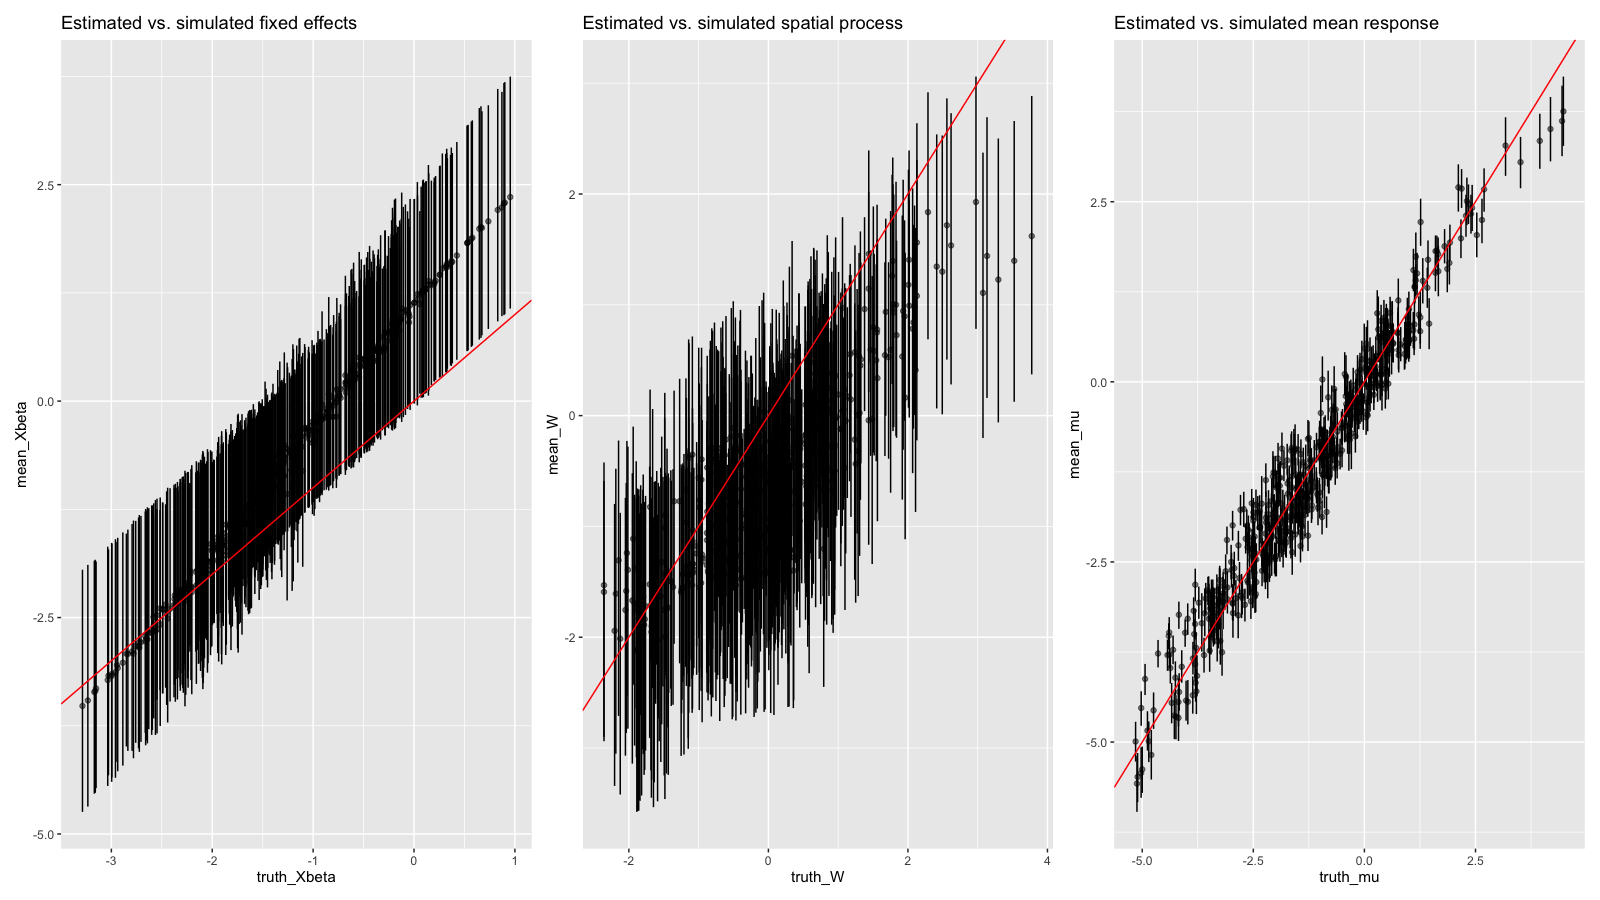 Estimated vs. simulated fixed effects
mean_Xbeta
2.5
0.0
-2.5
-5.0
-3 -2 -1 0 1
truth_Xbeta
Estimated vs. simulated spatial process
mean_W
2
0
-2
-2 0 2 4
truth_W
Estimated vs. simulated mean response
mean_mu
2.5
0.0
-2.5
-5.0
-5.0 -2.5 0.0 2.5
truth_mu